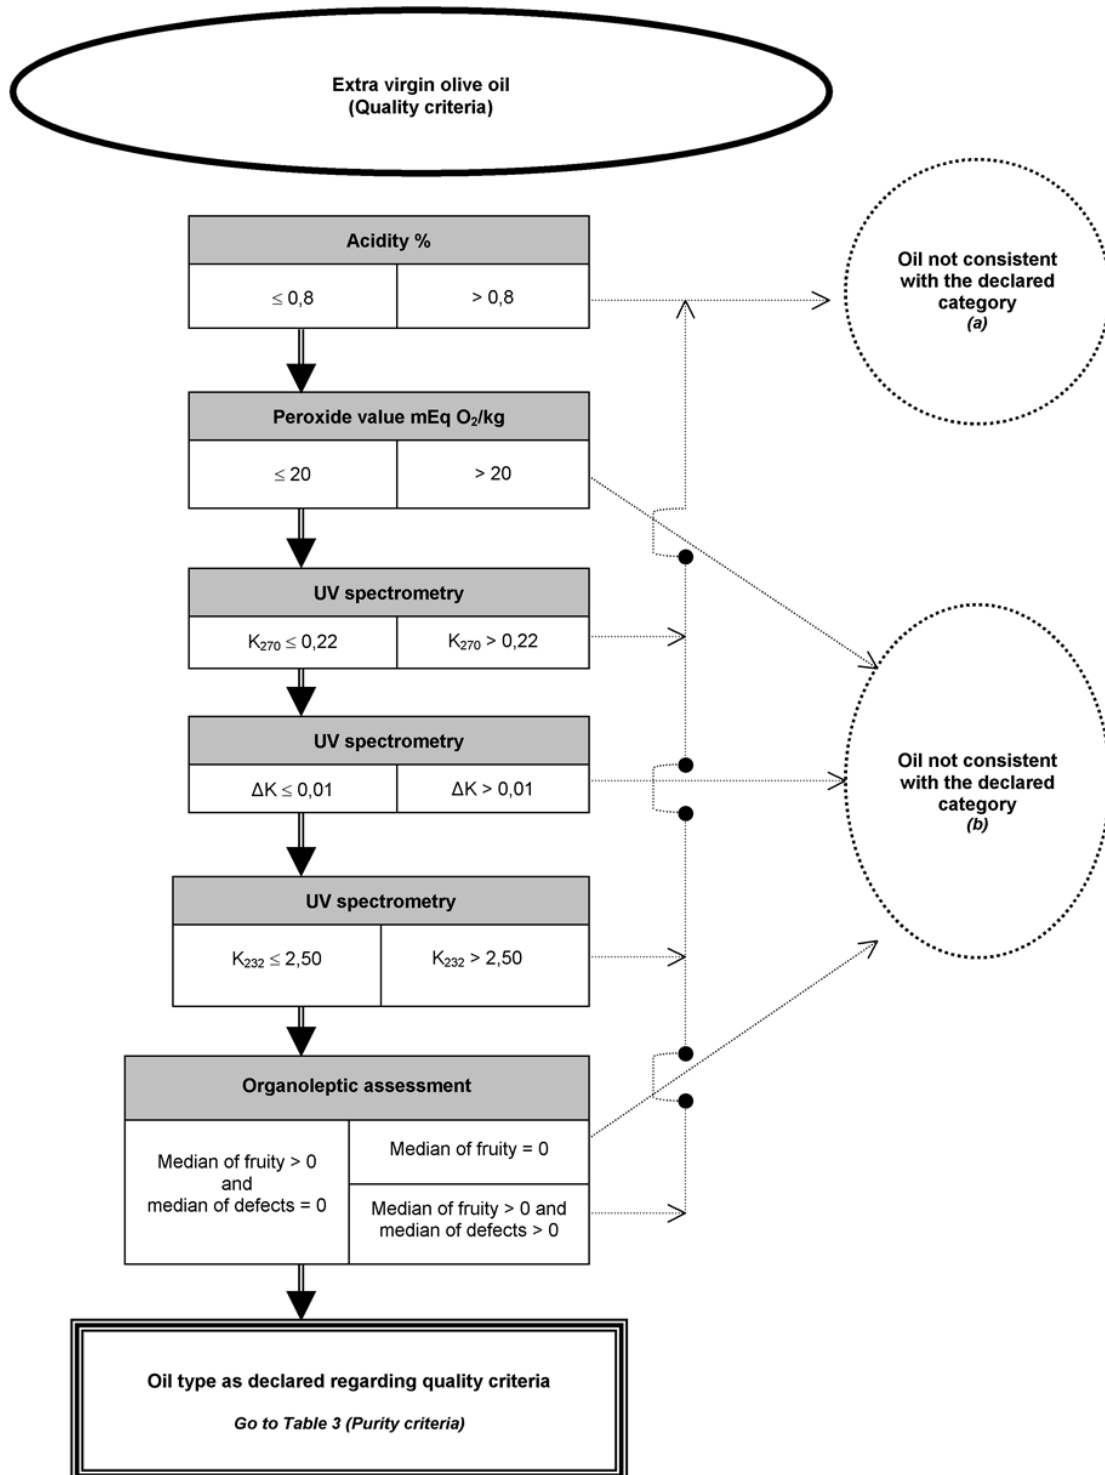 Extra virgin olive oil
(Quality criteria)
Acidity %
≤ 0,8
> 0,8
Oil not consistent
with the declared
category
(a)
Peroxide value mEq O₂/kg
≤ 20
> 20
UV spectrometry
K₂₇₀ ≤ 0,22
K₂₇₀ > 0,22
UV spectrometry
ΔK ≤ 0,01
ΔK > 0,01
Oil not consistent
with the declared
category
(b)
UV spectrometry
K₂₃₂ ≤ 2,50
K₂₃₂ > 2,50
Organoleptic assessment
Median of fruity > 0
and
median of defects = 0
Median of fruity = 0
Median of fruity > 0 and
median of defects > 0
Oil type as declared regarding quality criteria
Go to Table 3 (Purity criteria)